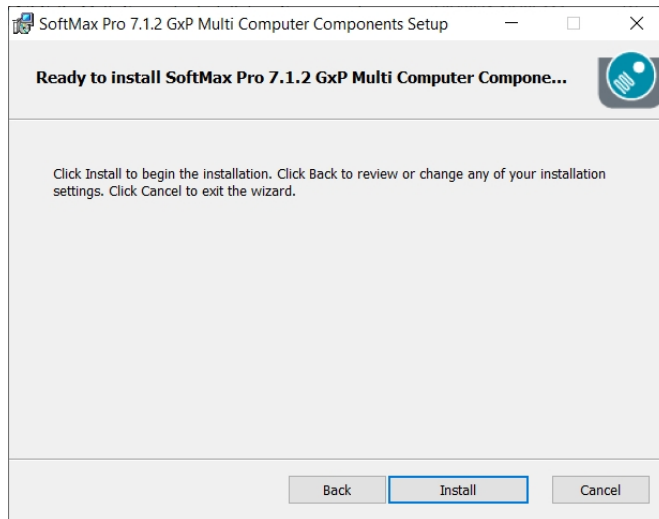 SoftMax Pro 7.1.2 GxP Multi Computer Components Setup
Ready to install SoftMax Pro 7.1.2 GxP Multi Computer Compone...
Click Install to begin the installation. Click Back to review or change any of your installation
settings. Click Cancel to exit the wizard.
Back Install Cancel